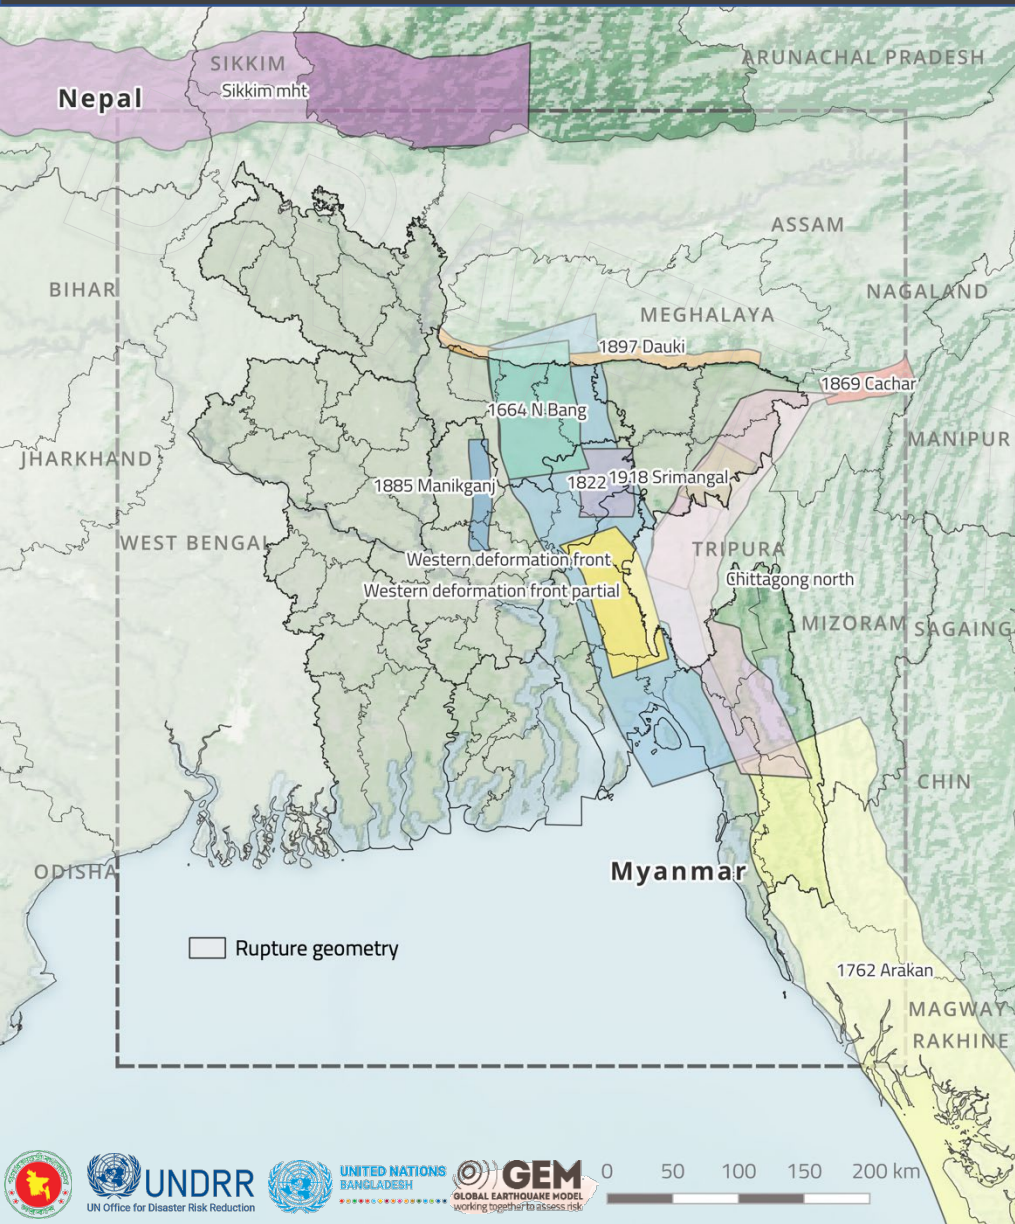 SIKKIM
ARUNACHAL PRADESH
Sikkim mht
Nepal
ASSAM
BIHAR
NAGALAND
MEGHALAYA
1897 Dauki
1869 Cachar
1664 N Bang
MANIPUR
JHARKHAND
1885 Manikganj
1822
1918 Srimangal
WEST BENGAL
TRIPURA
Western deformation front
Chittagong north
Western deformation front partial
MIZORAM
SAGAING
CHIN
ODISHA
Myanmar
Rupture geometry
1762 Arakan
MAGWAY
RAKHINE
UNDRR
UN Office for Disaster Risk Reduction
UNITED NATIONS
BANGLADESH
GEM
GLOBAL EARTHQUAKE MODEL
working together to assess risk
0 50 100 150 200 km